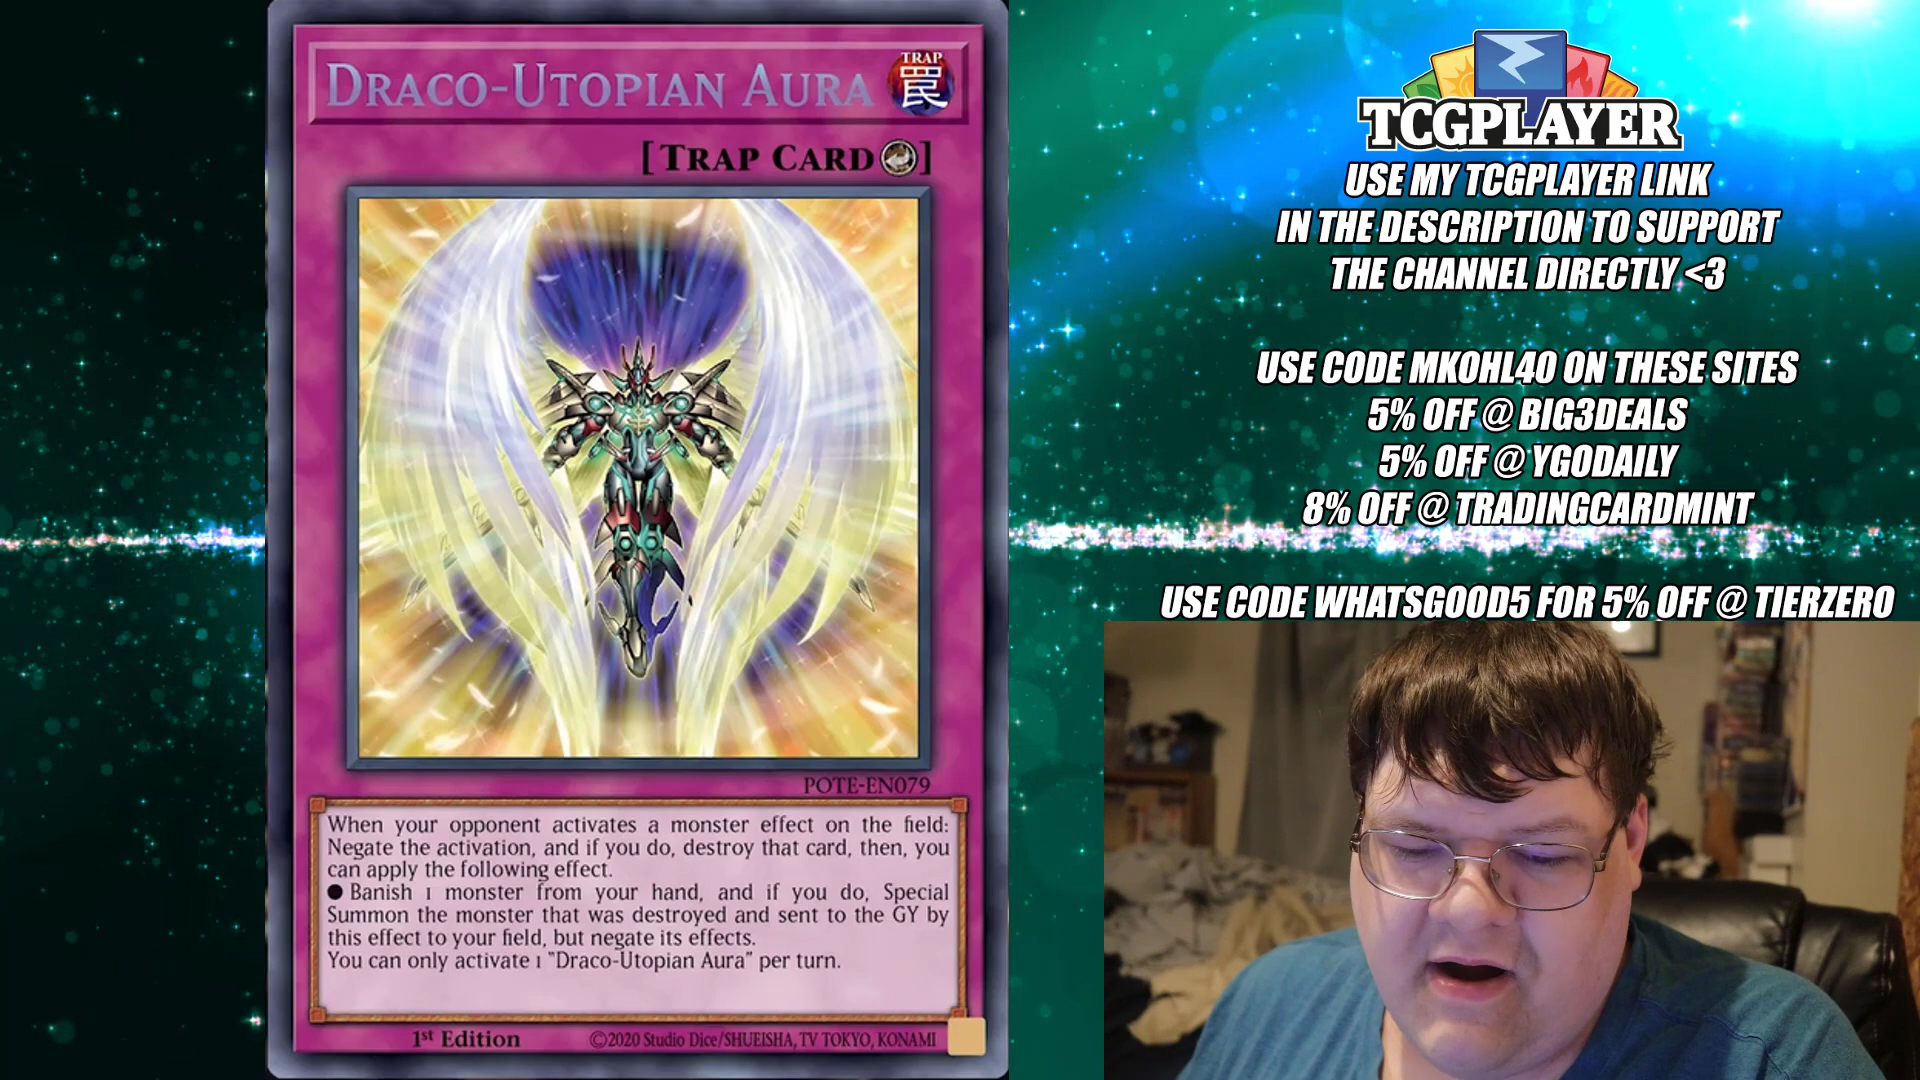 DRACO-UTOPIAN AURA
TRAP
罠
[TRAP CARD]
POTE-EN079
When your opponent activates a monster effect on the field:
Negate the activation, and if you do, destroy that card, then, you
can apply the following effect.
● Banish 1 monster from your hand, and if you do, Special
Summon the monster that was destroyed and sent to the GY by
this effect to your field, but negate its effects.
You can only activate 1 "Draco-Utopian Aura" per turn.
1st Edition
©2020 Studio Dice/SHUEISHA, TV TOKYO, KONAMI
TCGPLAYER
USE MY TCGPLAYER LINK
IN THE DESCRIPTION TO SUPPORT
THE CHANNEL DIRECTLY <3
USE CODE MKOHL40 ON THESE SITES
5% OFF @ BIG3DEALS
5% OFF @ YGODAILY
8% OFF @ TRADINGCARDMINT
USE CODE WHATSGOOD5 FOR 5% OFF @ TIERZERO